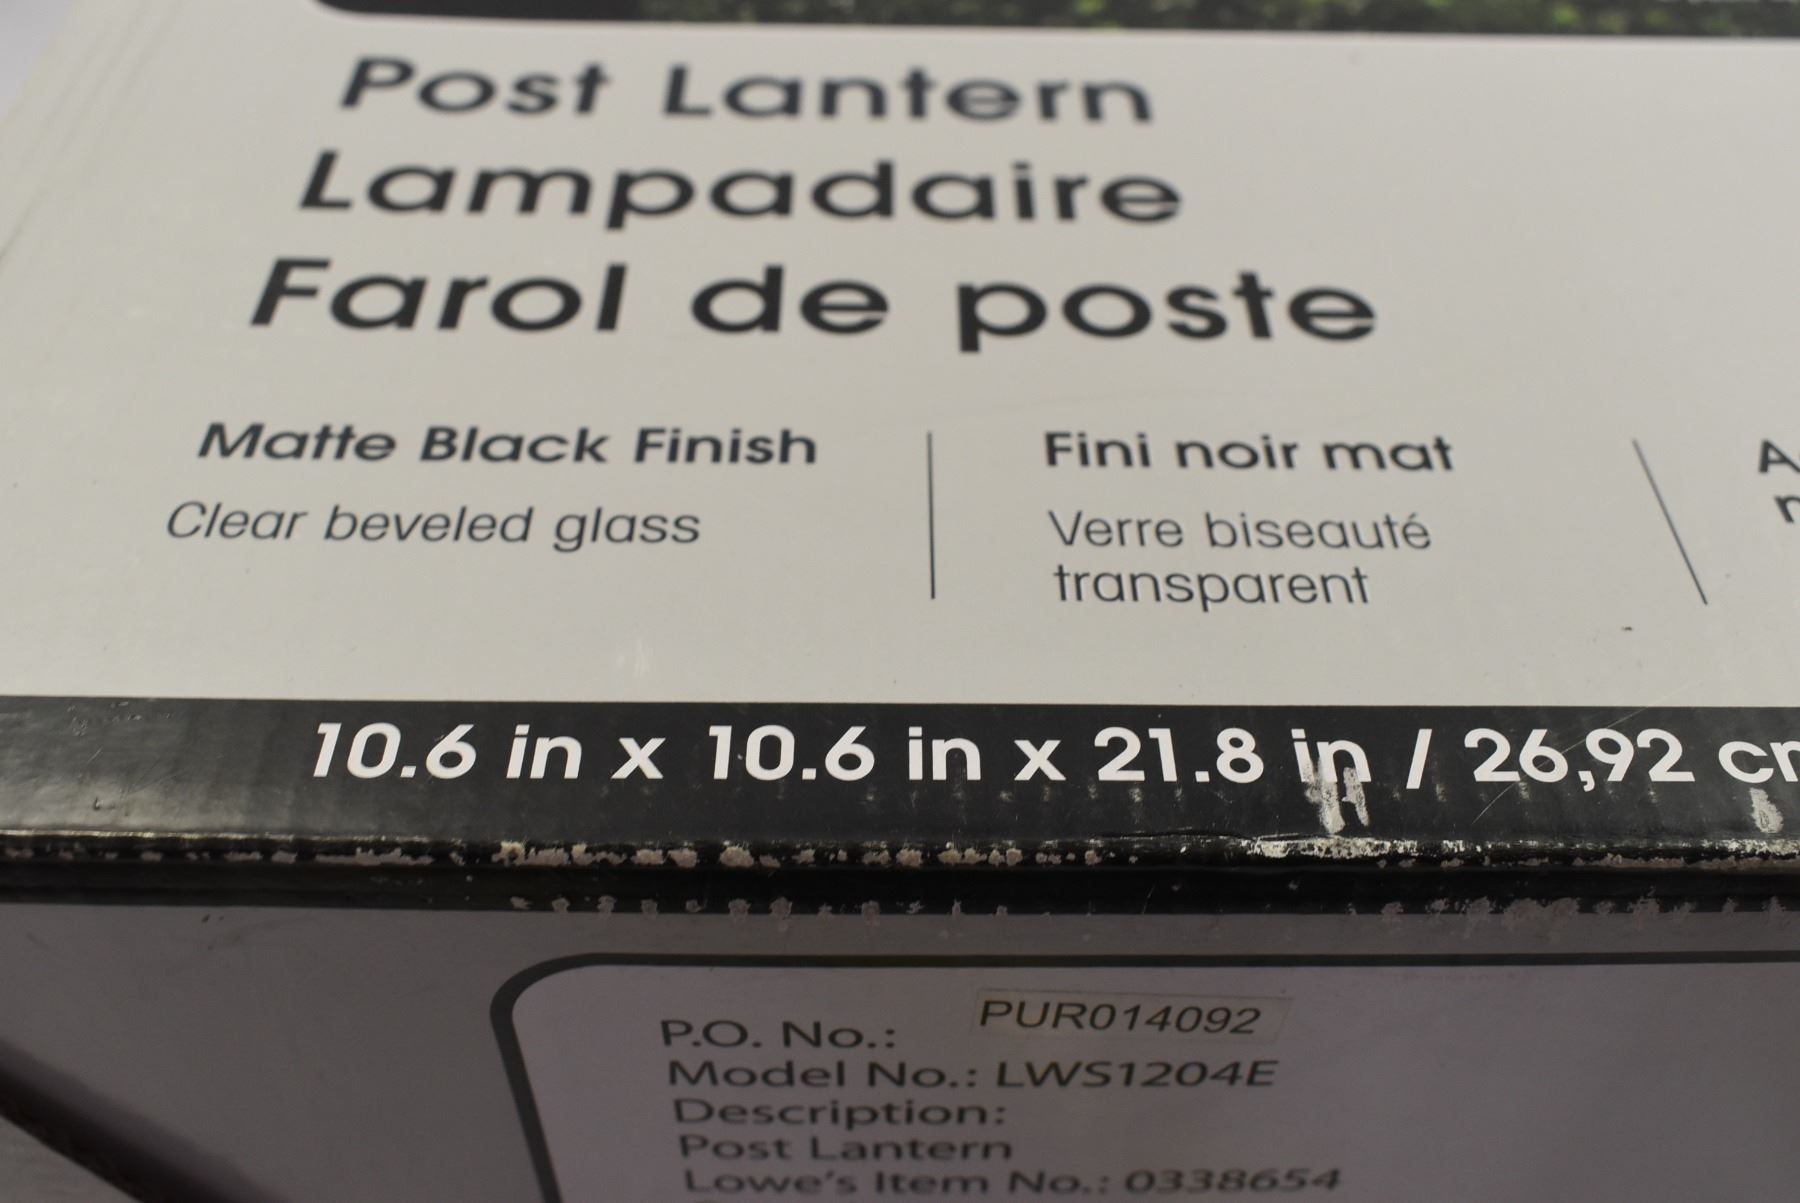 Post Lantern
Lampadaire
Farol de poste
Matte Black Finish
Clear beveled glass
Fini noir mat
Verre biseauté
transparent
10.6 in x 10.6 in x 21.8 in / 26,92
P.O. No.: PUR014092
Model No.: LWS1204E
Description:
Post Lantern
Lowe's Item No.: 0338654